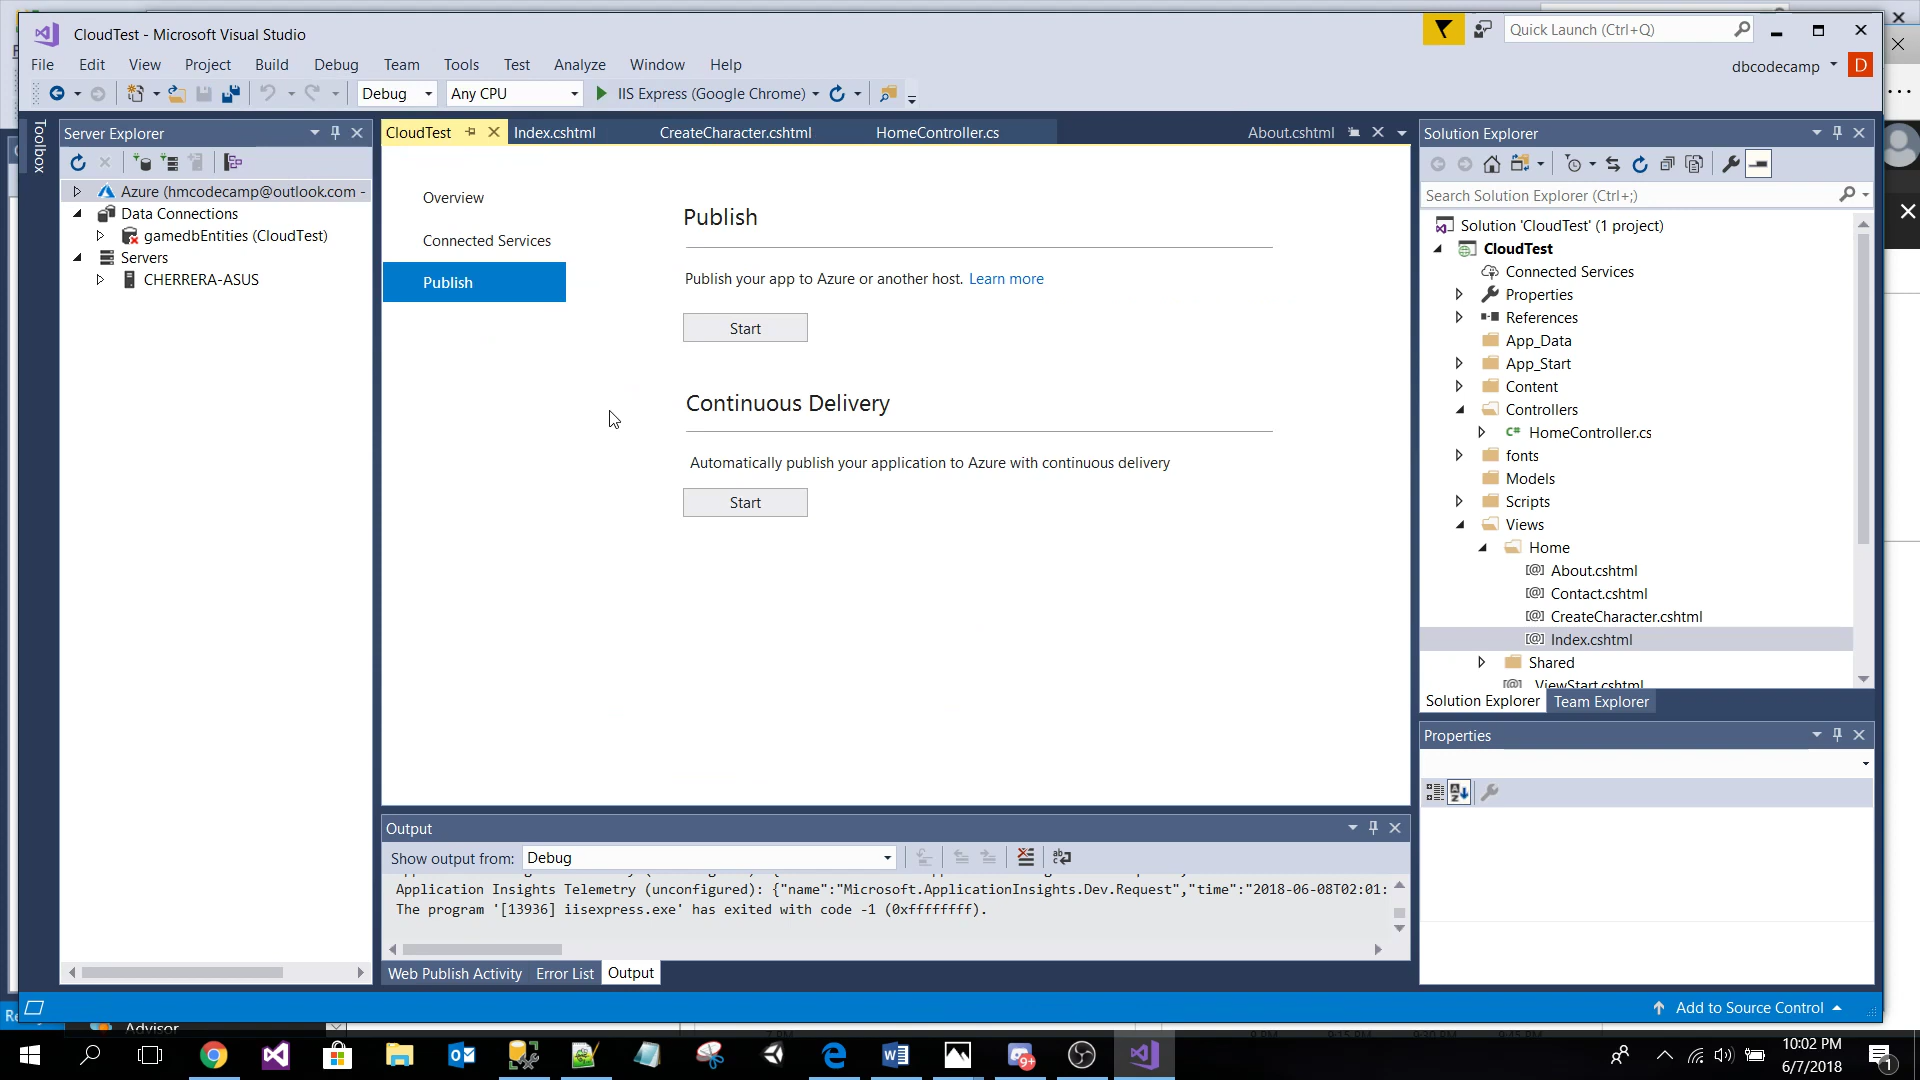 CloudTest - Microsoft Visual Studio
Quick Launch (Ctrl+Q)
File Edit View Project Build Debug Team Tools Test Analyze Window Help
dbcodecamp D
Debug Any CPU IIS Express (Google Chrome)
Toolbox
Server Explorer
Azure (hmcodecamp@outlook.com -
Data Connections
gamedbEntities (CloudTest)
Servers
CHERRERA-ASUS
CloudTest Index.cshtml CreateCharacter.cshtml HomeController.cs About.cshtml
Overview
Connected Services
Publish
Publish
Publish your app to Azure or another host. Learn more
Start
Continuous Delivery
Automatically publish your application to Azure with continuous delivery
Start
Output
Show output from: Debug
Application Insights Telemetry (unconfigured): {"name":"Microsoft.ApplicationInsights.Dev.Request","time":"2018-06-08T02:01:
The program '[13936] iisexpress.exe' has exited with code -1 (0xffffffff).
Web Publish Activity Error List Output
Solution Explorer
Search Solution Explorer (Ctrl+;)
Solution 'CloudTest' (1 project)
CloudTest
Connected Services
Properties
References
App_Data
App_Start
Content
Controllers
C# HomeController.cs
fonts
Models
Scripts
Views
Home
[@] About.cshtml
[@] Contact.cshtml
[@] CreateCharacter.cshtml
[@] Index.cshtml
Shared
[@] _ViewStart.cshtml
Solution Explorer Team Explorer
Properties
Add to Source Control
Advisor
10:02 PM
6/7/2018
1